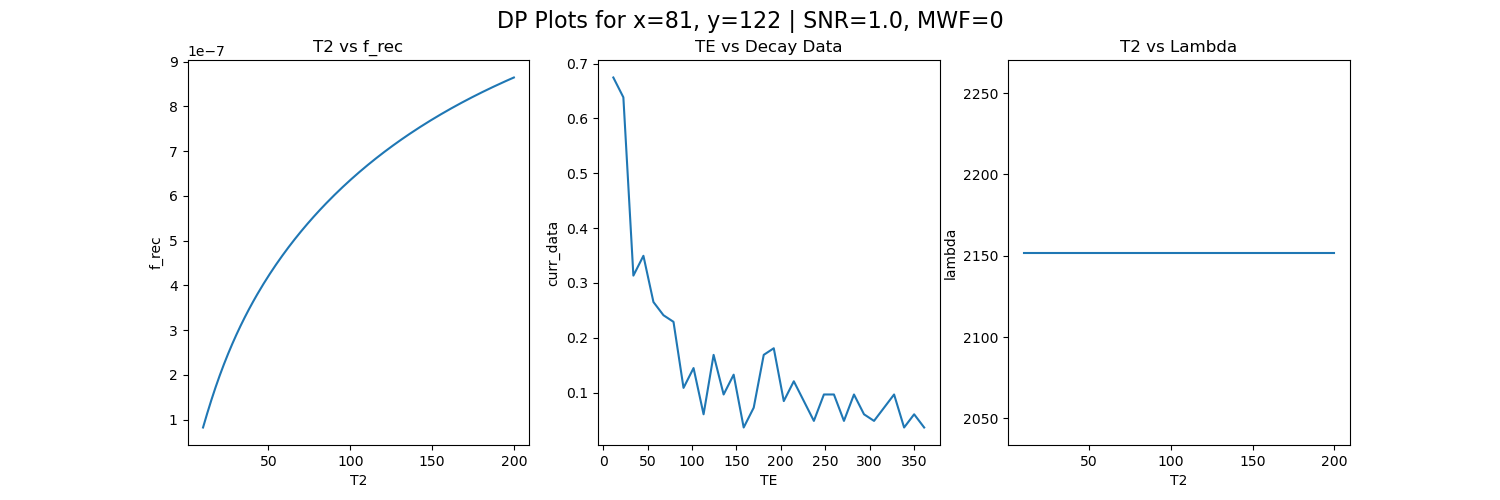 DP Plots for x=81, y=122 | SNR=1.0, MWF=0
T2 vs f_rec
1e−7
9
8
7
6
5
4
3
2
1
f_rec
50 100 150 200
T2
TE vs Decay Data
0.7
0.6
0.5
0.4
0.3
0.2
0.1
curr_data
0 50 100 150 200 250 300 350
TE
T2 vs Lambda
2250
2200
2150
2100
2050
lambda
50 100 150 200
T2